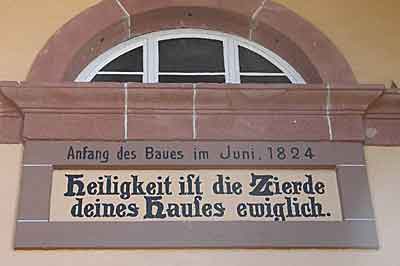 Anfang des Baues im Juni. 1824
Heiligkeit iſt die Zierde
deines Hauſes ewiglich.